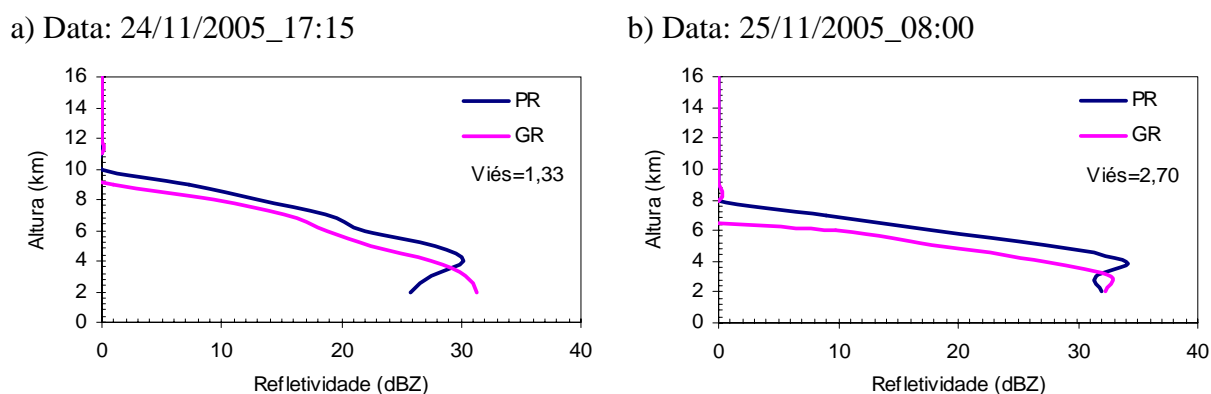 a) Data: 24/11/2005_17:15
16
14
12
10
8
6
4
2
0
Altura (km)
PR
GR
Viés=1,33
0 10 20 30 40
Refletividade (dBZ)
b) Data: 25/11/2005_08:00
16
14
12
10
8
6
4
2
0
Altura (km)
PR
GR
Viés=2,70
0 10 20 30 40
Refletividade (dBZ)